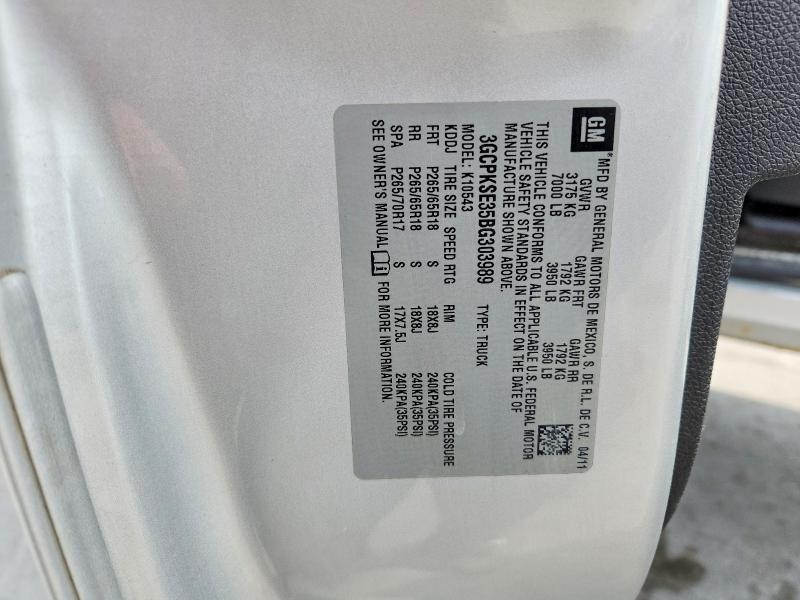 GM
®MFD BY GENERAL MOTORS DE MEXICO, S. DE R.L. DE C.V. 04/11
GVWR GAWR FRT GAWR RR
3175 KG 1792 KG 1792 KG
7000 LB 3950 LB 3950 LB
THIS VEHICLE CONFORMS TO ALL APPLICABLE U.S. FEDERAL MOTOR
VEHICLE SAFETY STANDARDS IN EFFECT ON THE DATE OF
MANUFACTURE SHOWN ABOVE.
3GCPKSE35BG303989 TYPE: TRUCK
MODEL: K10543
KDDJ TIRE SIZE SPEED RTG RIM COLD TIRE PRESSURE
FRT P265/65R18 S 18X8J 240KPA(35PSI)
RR P265/65R18 S 18X8J 240KPA(35PSI)
SPA P265/70R17 S 17X7.5J 240KPA(35PSI)
SEE OWNER'S MANUAL i FOR MORE INFORMATION.